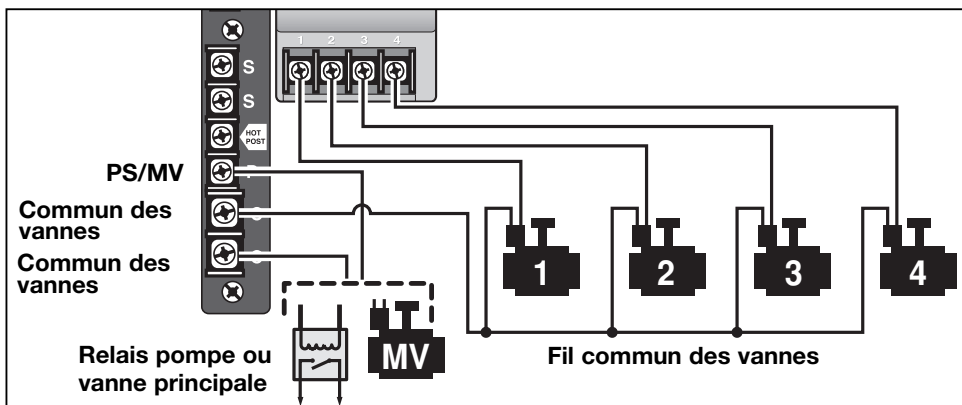 1 2 3 4
S
S
HOT
POST
PS/MV
Commun des
vannes
Commun des
vannes
1 2 3 4
MV
Relais pompe ou
vanne principale
Fil commun des vannes